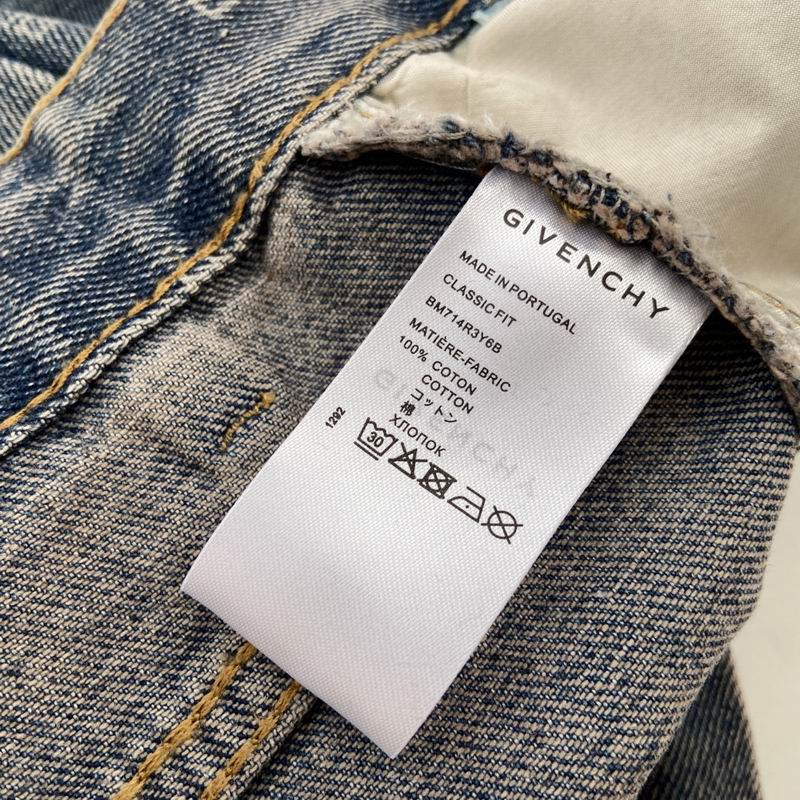 GIVENCHY
MADE IN PORTUGAL
CLASSIC FIT
BM714R3Y6B
MATIÈRE-FABRIC
100% COTON
COTTON
コットン
棉
ХЛОПОК
1292
30
GIVENCHY